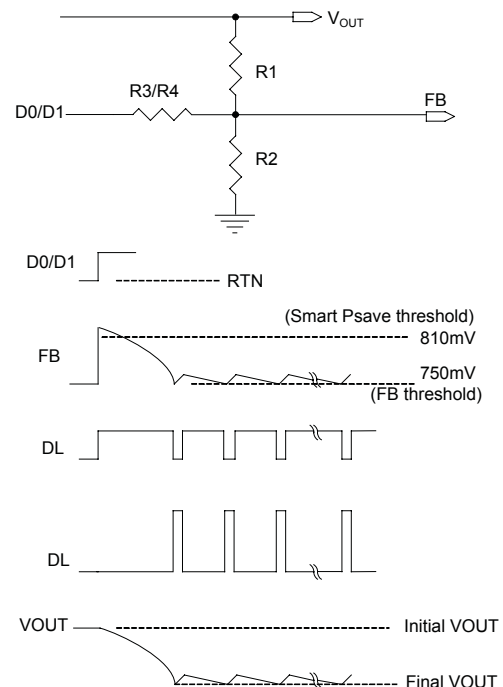 V_OUT
R1
R3/R4
D0/D1
FB
R2
D0/D1
RTN
(Smart Psave threshold)
810mV
FB
750mV
(FB threshold)
DL
DL
VOUT
Initial VOUT
Final VOUT